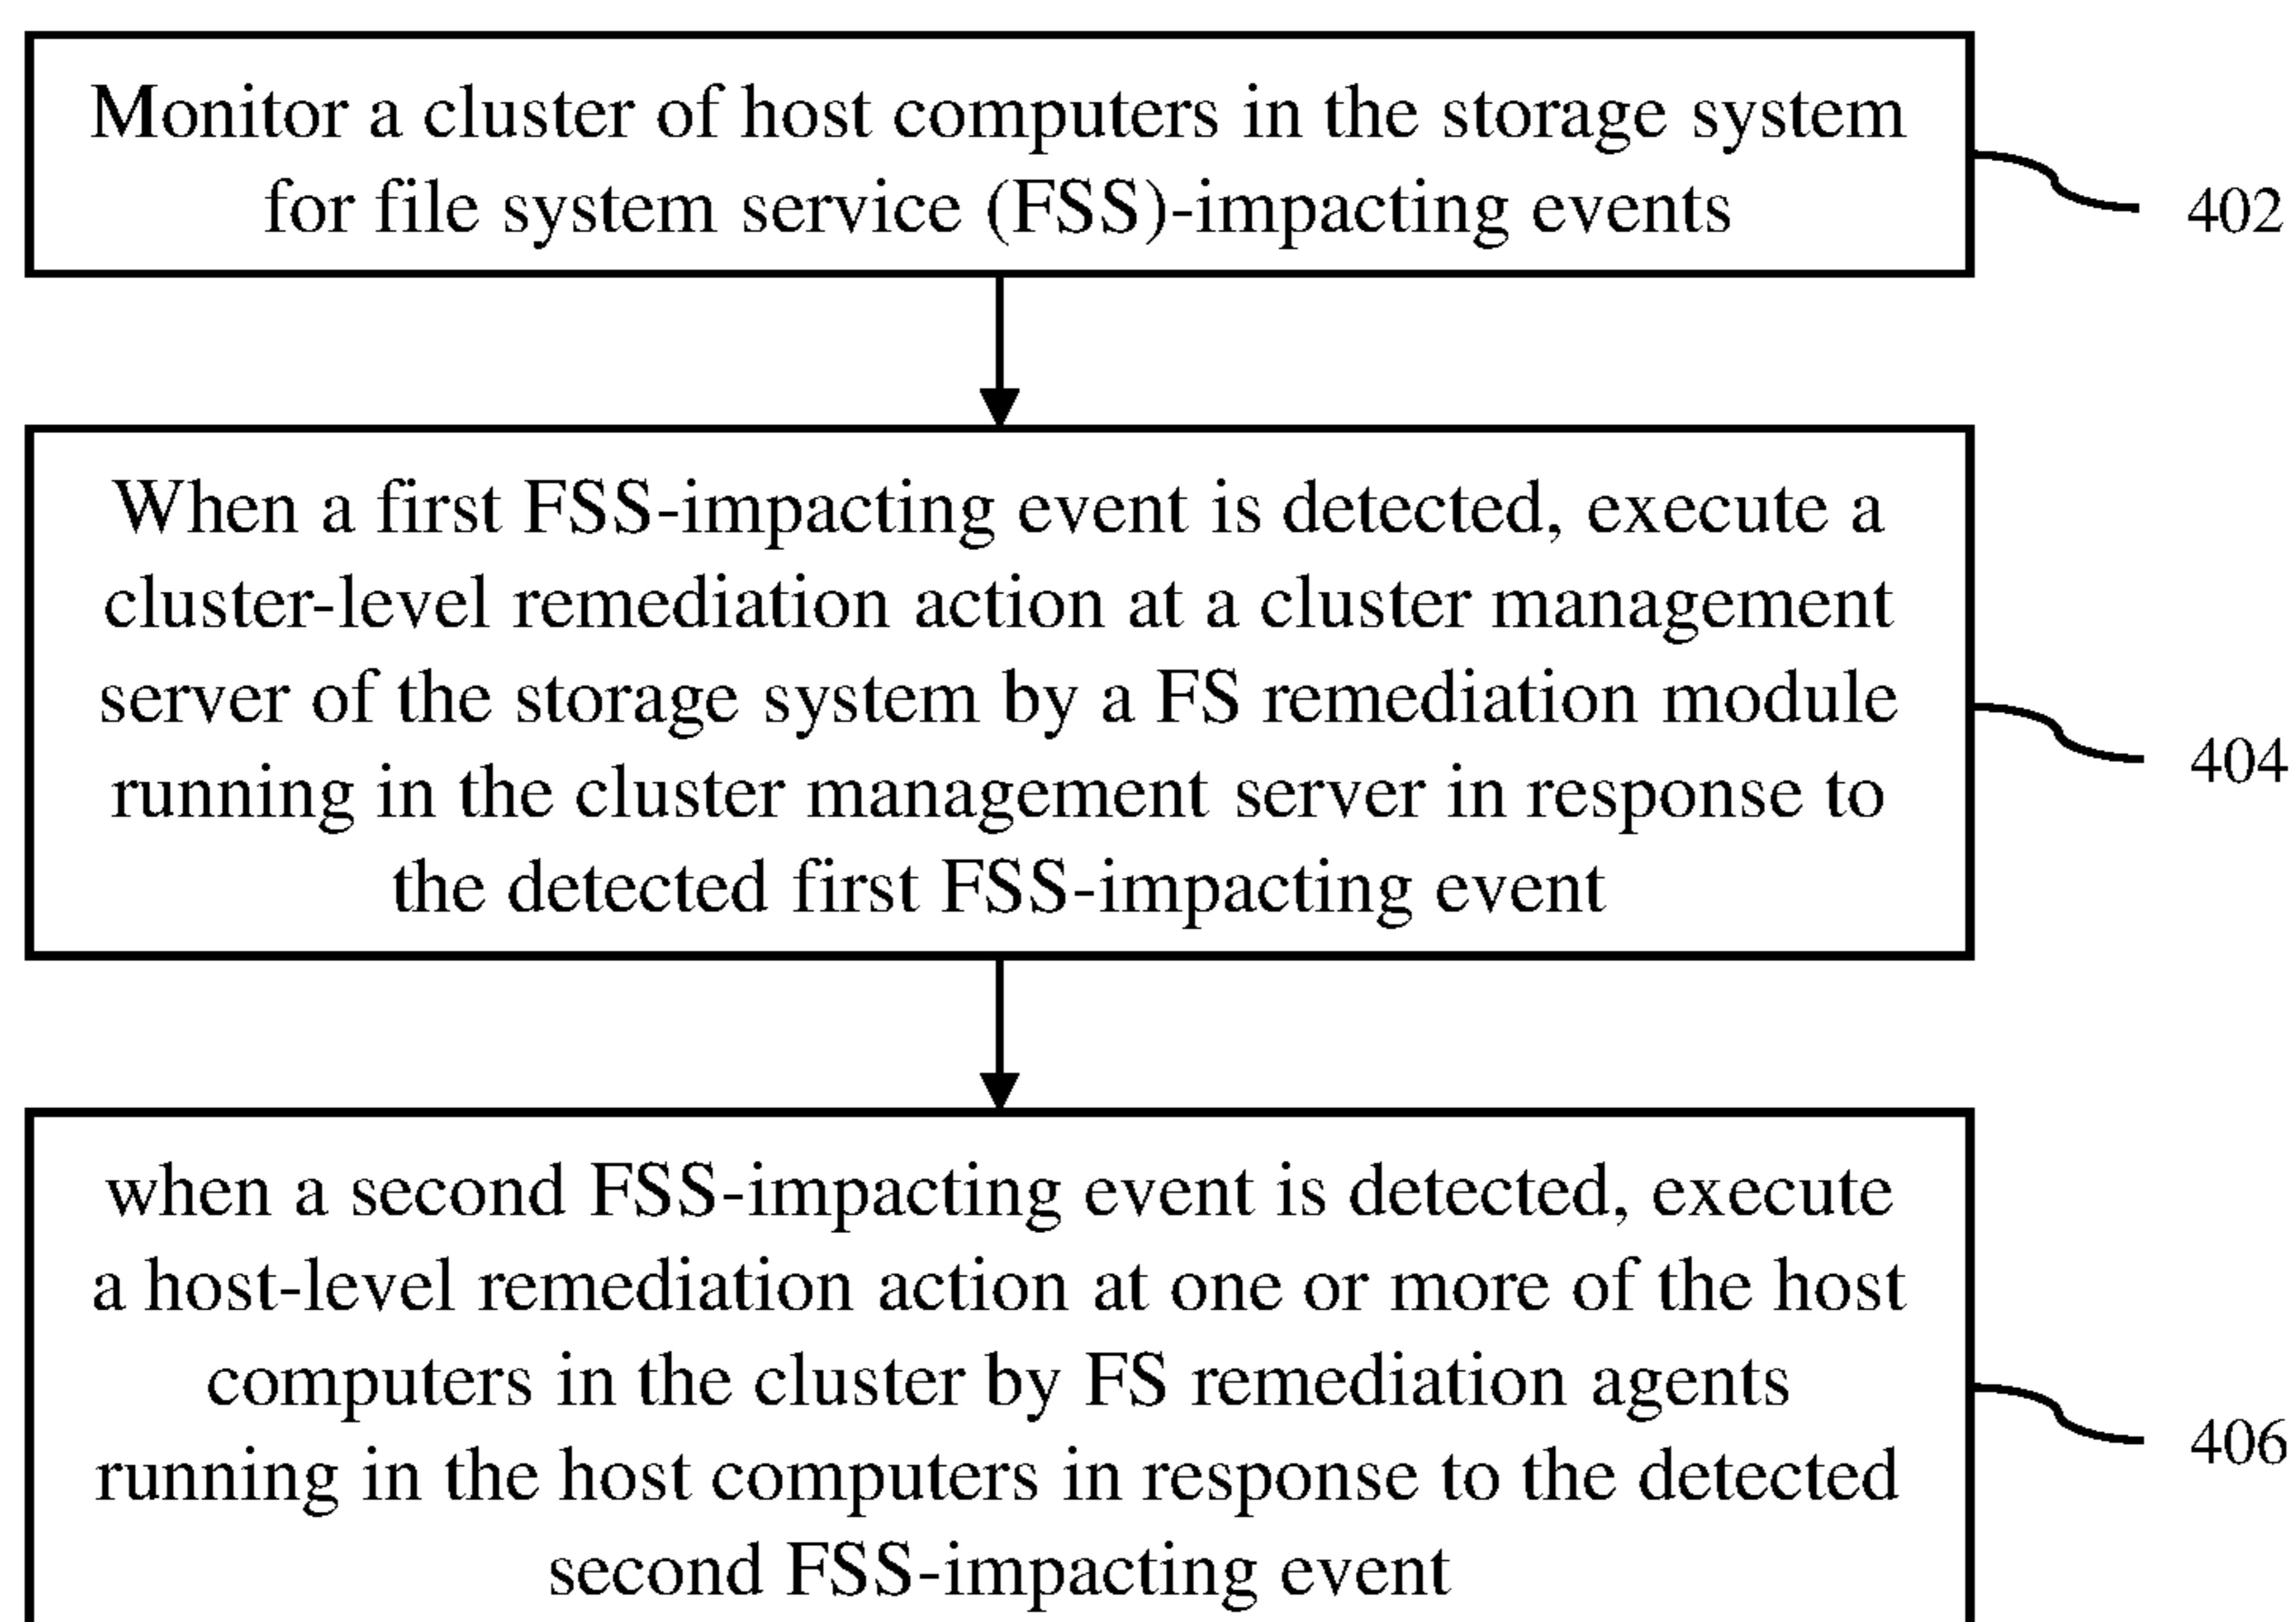 Monitor a cluster of host computers in the storage system
for file system service (FSS)-impacting events
402
When a first FSS-impacting event is detected, execute a
cluster-level remediation action at a cluster management
server of the storage system by a FS remediation module
running in the cluster management server in response to
the detected first FSS-impacting event
404
when a second FSS-impacting event is detected, execute
a host-level remediation action at one or more of the host
computers in the cluster by FS remediation agents
running in the host computers in response to the detected
second FSS-impacting event
406